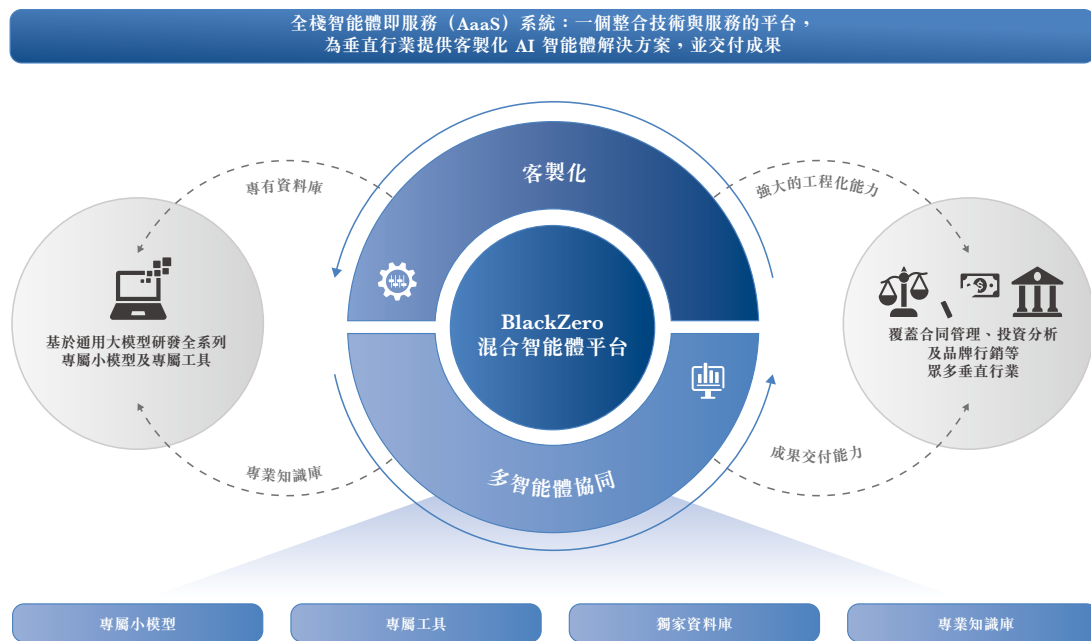 全棧智能體即服務（AaaS）系統：一個整合技術與服務的平台，
為垂直行業提供客製化 AI 智能體解決方案，並交付成果
客製化
專有資料庫
強大的工程化能力
基於通用大模型研發全系列
專屬小模型及專屬工具
BlackZero
混合智能體平台
覆蓋合同管理、投資分析
及品牌行銷等
眾多垂直行業
專業知識庫
成果交付能力
多智能體協同
專屬小模型
專屬工具
獨家資料庫
專業知識庫